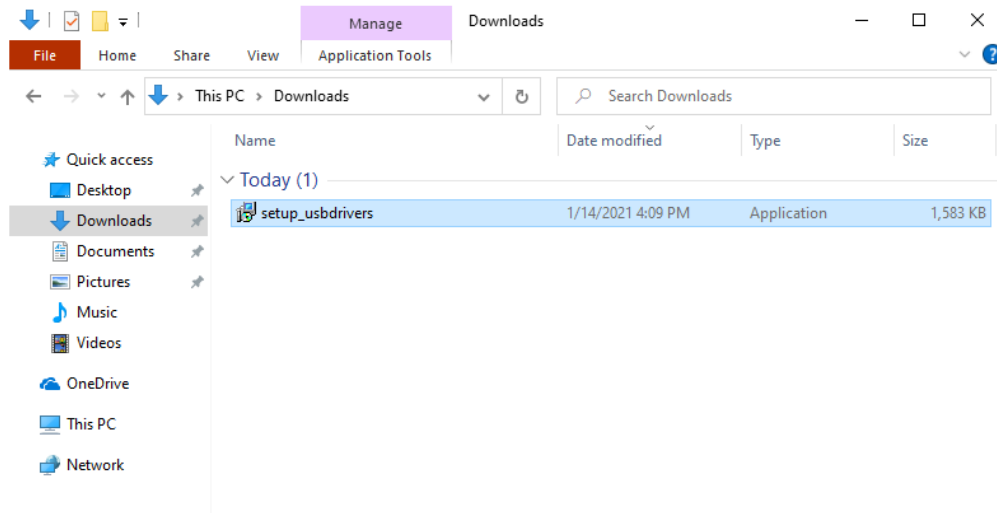 Manage Downloads
File Home Share View Application Tools
This PC > Downloads Search Downloads
Name Date modified Type Size
Quick access
Today (1)
Desktop
Downloads setup_usbdrivers 1/14/2021 4:09 PM Application 1,583 KB
Documents
Pictures
Music
Videos
OneDrive
This PC
Network